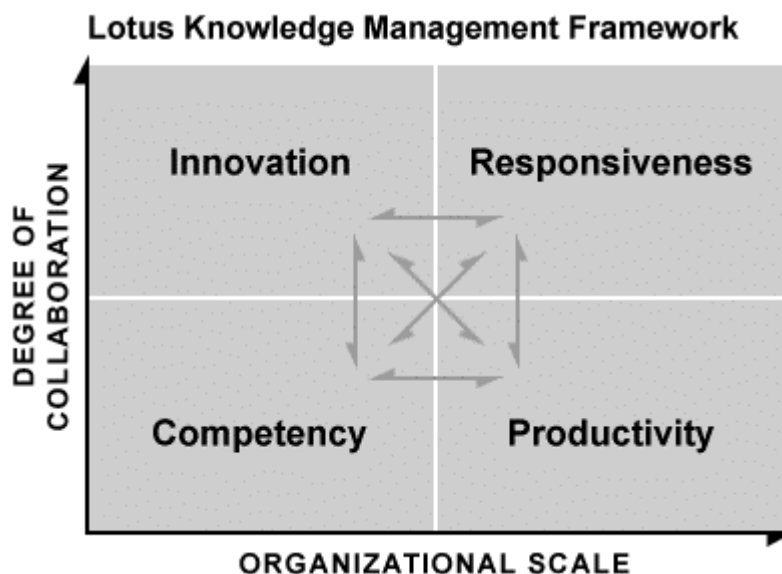 Lotus Knowledge Management Framework
Innovation
Responsiveness
DEGREE OF
COLLABORATION
Competency
Productivity
ORGANIZATIONAL SCALE